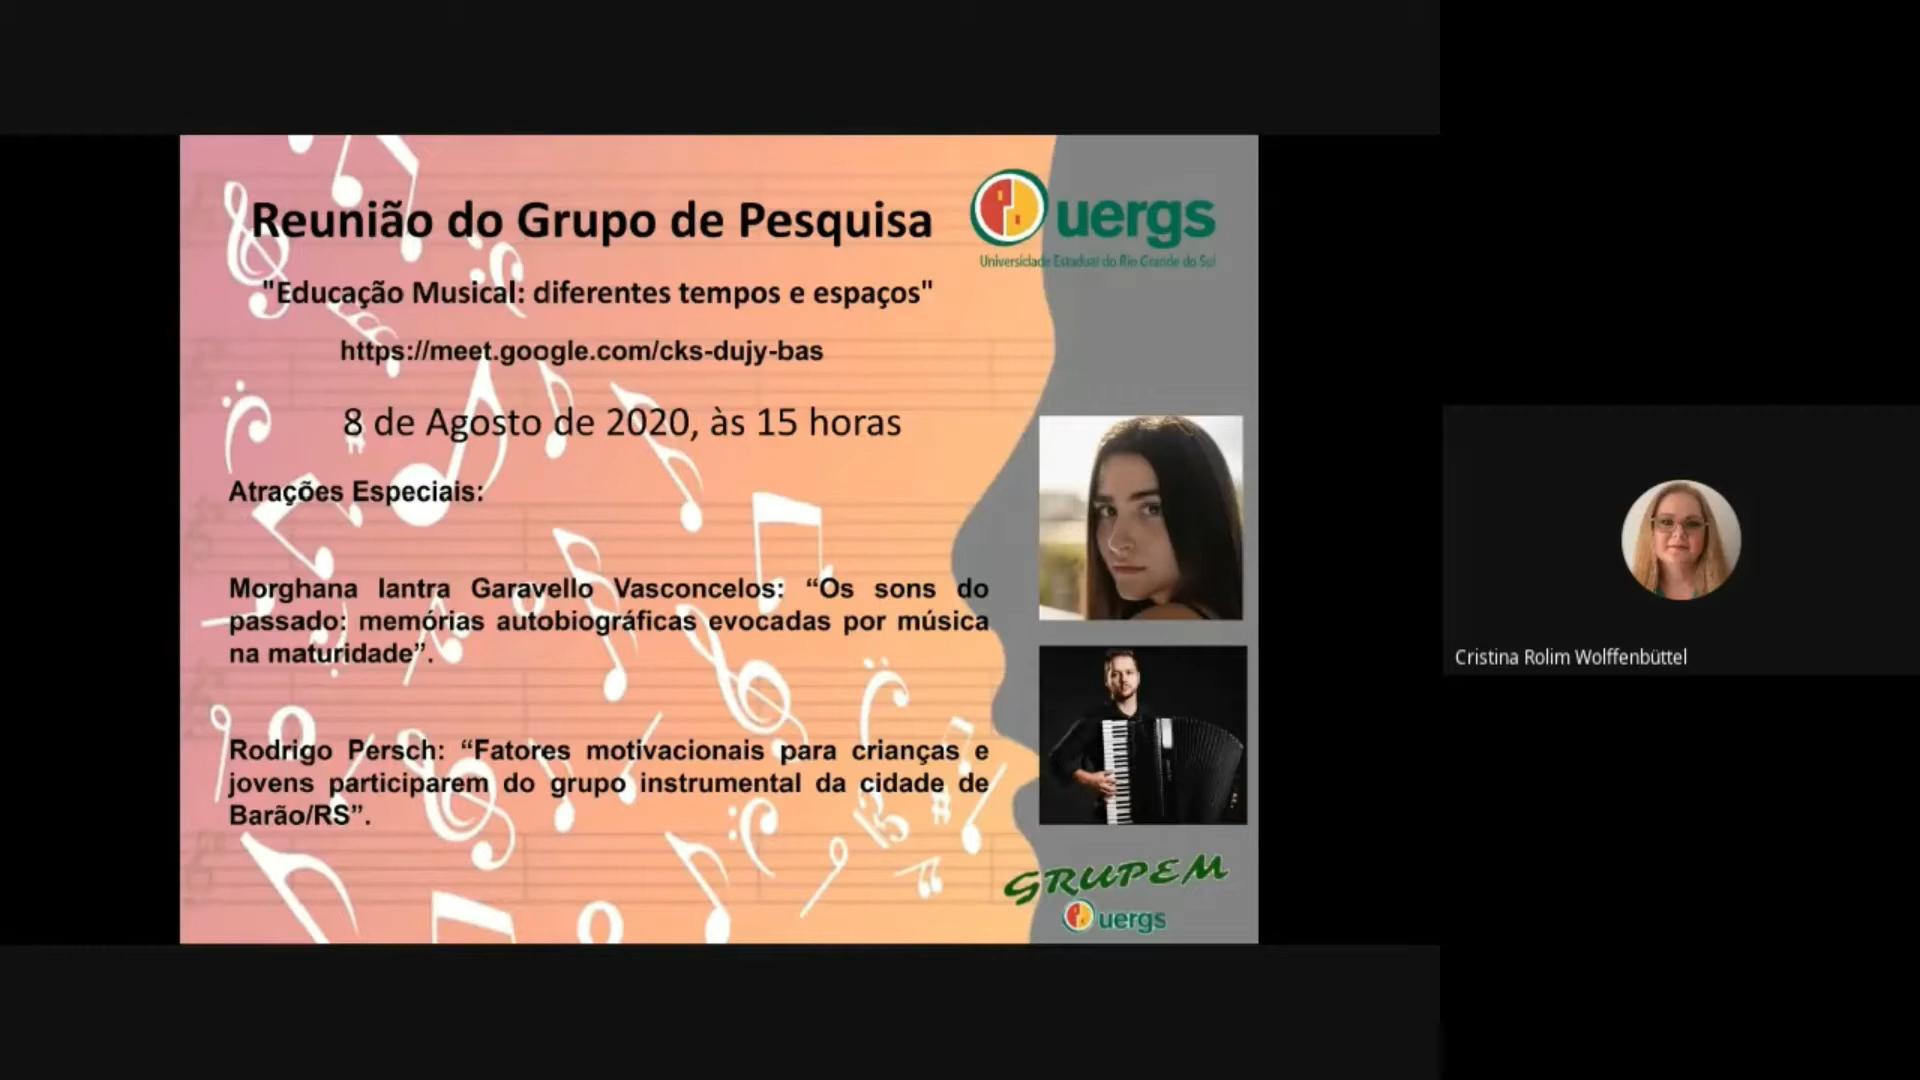 Reunião do Grupo de Pesquisa
"Educação Musical: diferentes tempos e espaços"
https://meet.google.com/cks-dujy-bas
8 de Agosto de 2020, às 15 horas
Atrações Especiais:
Morghana Iantra Garavello Vasconcelos: “Os sons do
passado: memórias autobiográficas evocadas por música
na maturidade”.
Rodrigo Persch: “Fatores motivacionais para crianças e
jovens participarem do grupo instrumental da cidade de
Barão/RS”.
uergs
Universidade Estadual do Rio Grande do Sul
GRUPEM
uergs
Cristina Rolim Wolffenbüttel